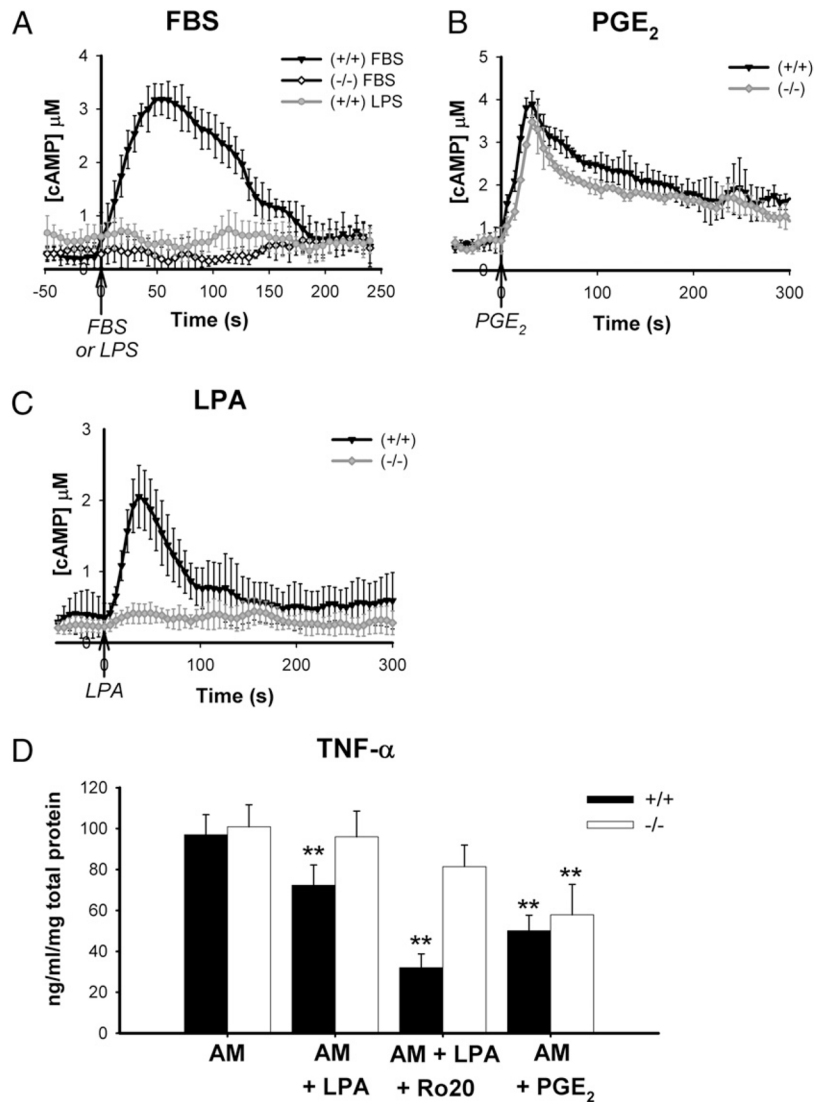 A
FBS
(+/+) FBS
(-/-) FBS
(+/+) LPS
[cAMP] μM
4
3
2
1
0
-50 0 50 100 150 200 250
Time (s)
FBS
or LPS
B
PGE₂
(+/+)
(-/-)
[cAMP] μM
5
4
3
2
1
0
0 100 200 300
Time (s)
PGE₂
C
LPA
(+/+)
(-/-)
[cAMP] μM
3
2
1
0
0 100 200 300
Time (s)
LPA
D
TNF-α
+/+
-/-
ng/ml/mg total protein
120
100
80
60
40
20
0
**
**
**
**
AM AM AM + LPA AM
+ LPA + Ro20 + PGE₂